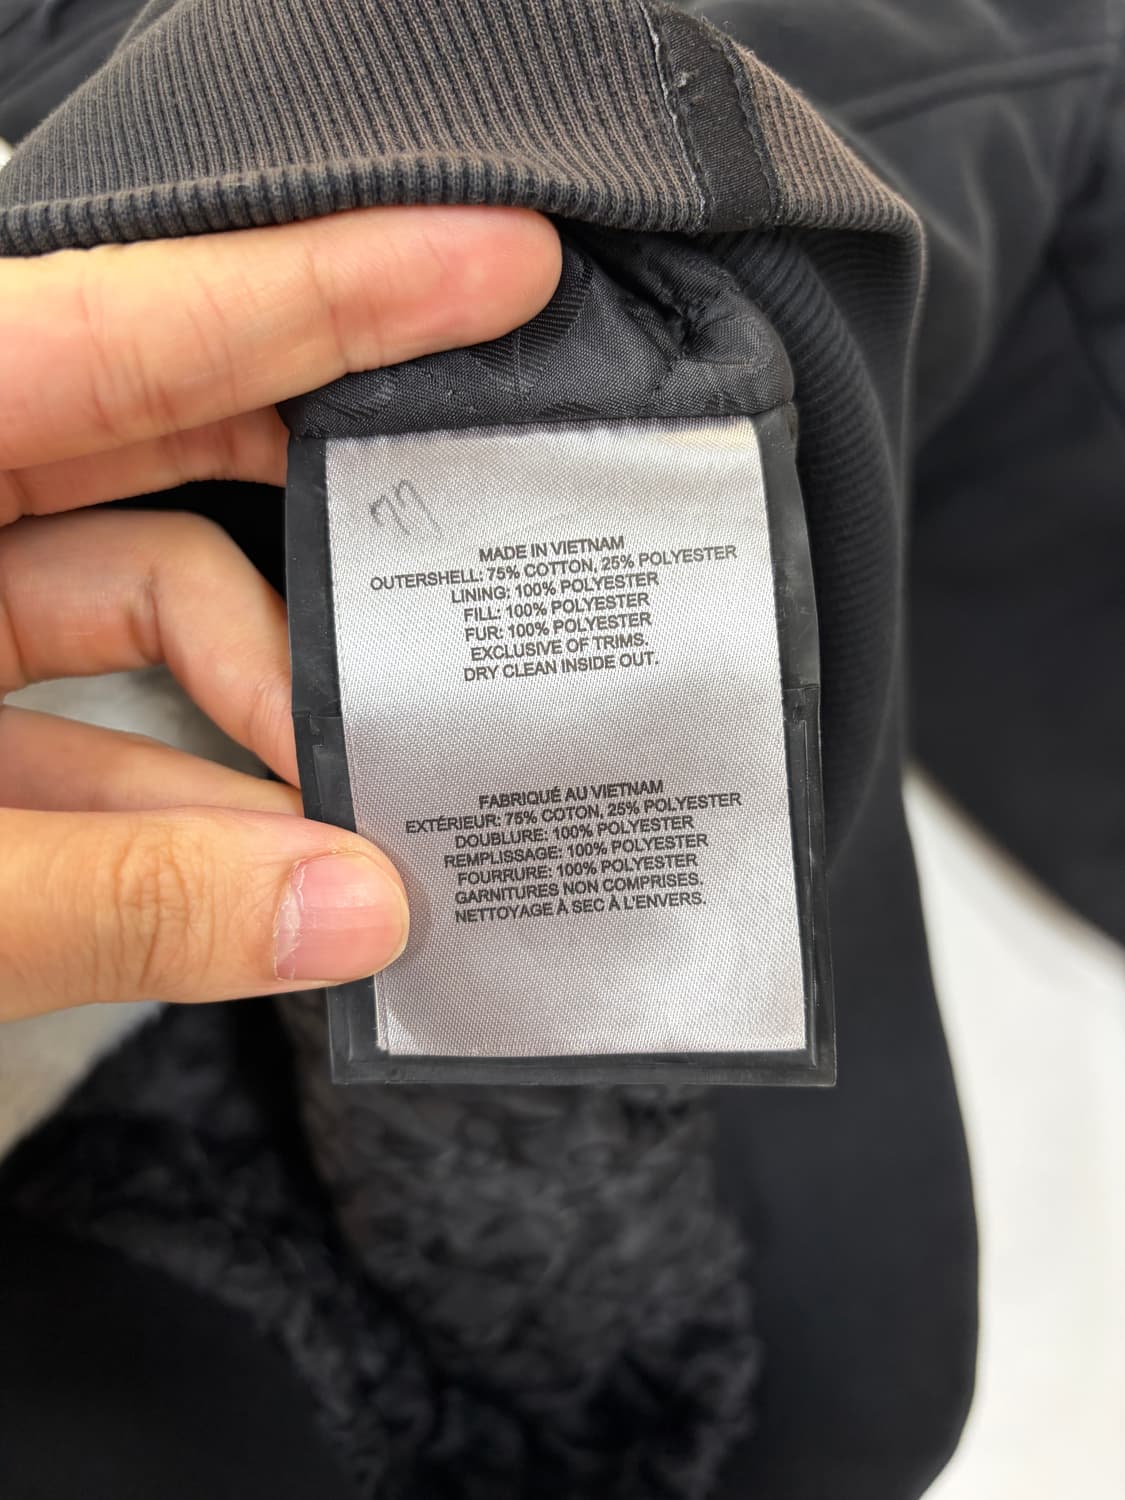 MADE IN VIETNAM
OUTERSHELL: 75% COTTON, 25% POLYESTER
LINING: 100% POLYESTER
FILL: 100% POLYESTER
FUR: 100% POLYESTER
EXCLUSIVE OF TRIMS.
DRY CLEAN INSIDE OUT.
FABRIQUÉ AU VIETNAM
EXTÉRIEUR: 75% COTON, 25% POLYESTER
DOUBLURE: 100% POLYESTER
REMPLISSAGE: 100% POLYESTER
FOURRURE: 100% POLYESTER
GARNITURES NON COMPRISES.
NETTOYAGE À SEC À L'ENVERS.